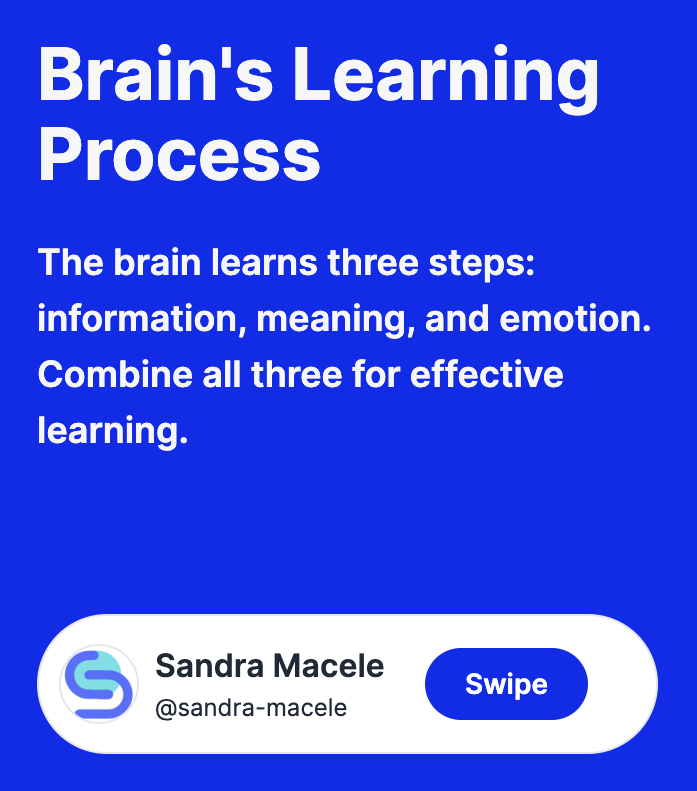 Brain's Learning
Process
The brain learns three steps:
information, meaning, and emotion.
Combine all three for effective
learning.
Sandra Macele
@sandra-macele
Swipe